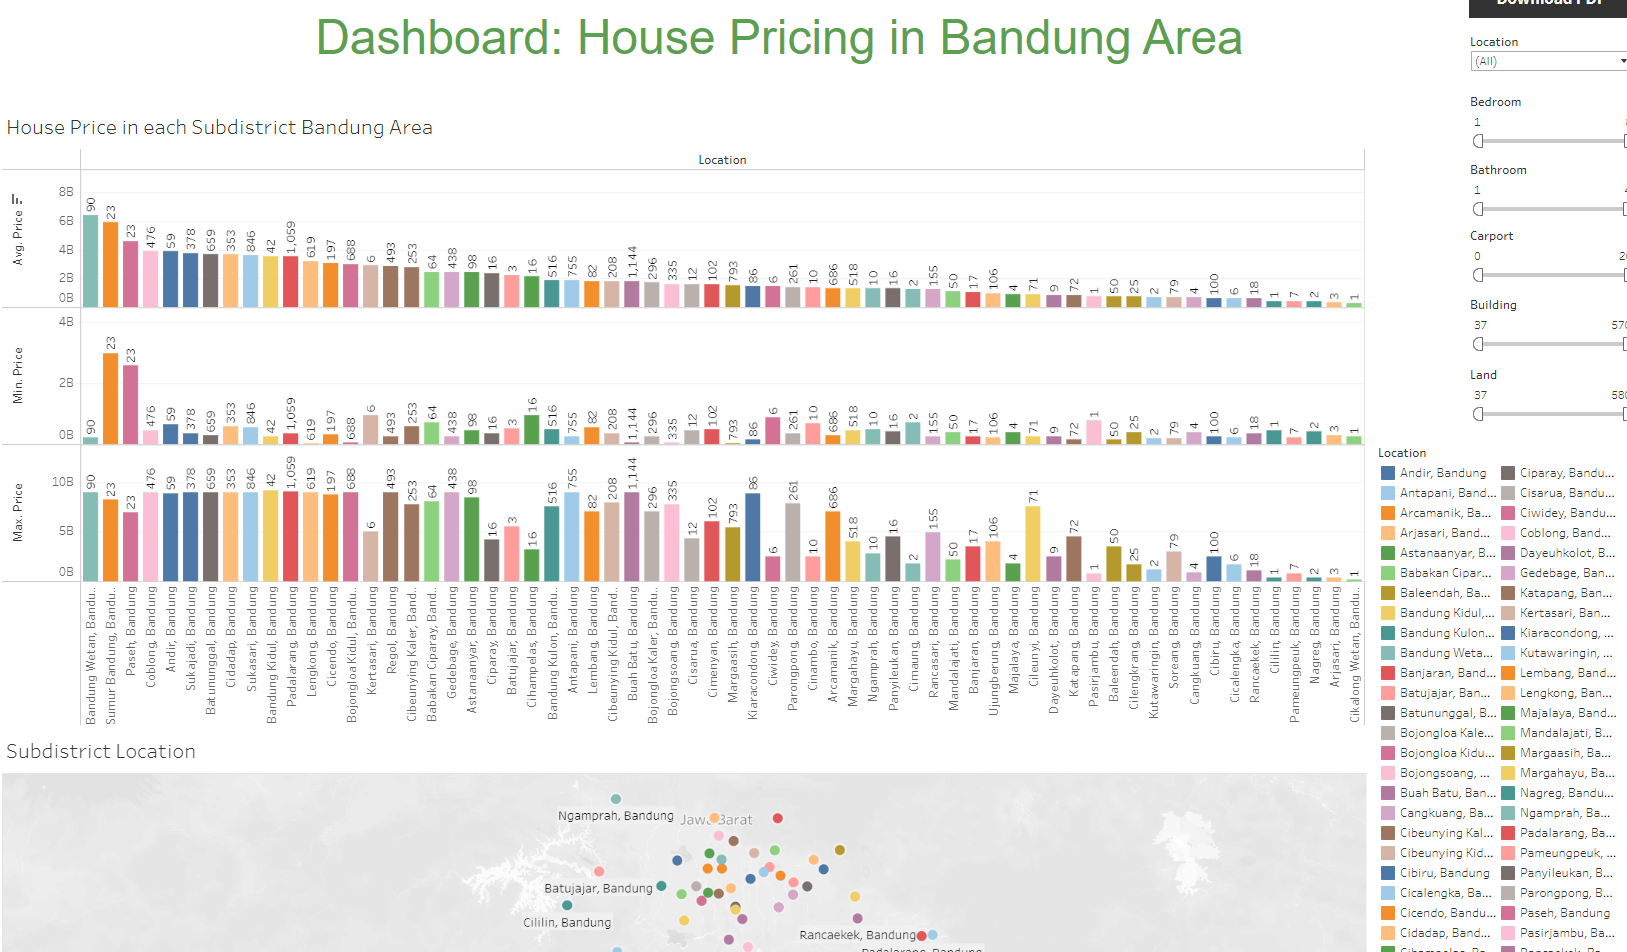 Dashboard: House Pricing in Bandung Area
Location
(All)
Bedroom
1
Bathroom
1
Carport
0
Building
37
570
Land
37
580
House Price in each Subdistrict Bandung Area
Location
Avg. Price
8B
6B
4B
2B
0B
90 23 23 476 59 378 659 353 846 42 1,059 619 197 688 6 493 253 64 438 98 16 3 16 516 755 82 208 1,144 296 335 12 102 793 86 6 261 10 686 518 10 16 2 155 50 17 106 4 71 9 72 1 50 25 2 79 4 100 6 18 1 7 2 3 1
Min. Price
4B
2B
0B
90 23 23 476 59 378 659 353 846 42 1,059 619 197 688 6 493 253 64 438 98 16 3 16 516 755 82 208 1,144 296 335 12 102 793 86 6 261 10 686 518 10 16 2 155 50 17 106 4 71 9 72 1 50 25 2 79 4 100 6 18 1 7 2 3 1
Max. Price
10B
5B
0B
90 23 23 476 59 378 659 353 846 42 1,059 619 197 688 6 493 253 64 438 98 16 3 16 516 755 82 208 1,144 296 335 12 102 793 86 6 261 10 686 518 10 16 2 155 50 17 106 4 71 9 72 1 50 25 2 79 4 100 6 18 1 7 2 3 1
Bandung Wetan, Bandu..
Sumur Bandung, Bandu..
Paseh, Bandung
Coblong, Bandung
Andir, Bandung
Sukajadi, Bandung
Batununggal, Bandung
Cidadap, Bandung
Sukasari, Bandung
Bandung Kidul, Bandung
Padalarang, Bandung
Lengkong, Bandung
Cicendo, Bandung
Bojongloa Kidul, Bandu..
Kertasari, Bandung
Regol, Bandung
Cibeunying Kaler, Band..
Babakan Ciparay, Band..
Gedebage, Bandung
Astanaanyar, Bandung
Ciparay, Bandung
Batujajar, Bandung
Cihampelas, Bandung
Bandung Kulon, Bandu..
Antapani, Bandung
Lembang, Bandung
Cibeunying Kidul, Band..
Buah Batu, Bandung
Bojongloa Kaler, Bandu..
Bojongsoang, Bandung
Cisarua, Bandung
Cimenyan, Bandung
Margaasih, Bandung
Kiaracondong, Bandung
Ciwidey, Bandung
Parongpong, Bandung
Cinambo, Bandung
Arcamanik, Bandung
Margahayu, Bandung
Ngamprah, Bandung
Panyileukan, Bandung
Cimaung, Bandung
Rancasari, Bandung
Mandalajati, Bandung
Banjaran, Bandung
Ujungberung, Bandung
Majalaya, Bandung
Cileunyi, Bandung
Dayeuhkolot, Bandung
Katapang, Bandung
Pasirjambu, Bandung
Baleendah, Bandung
Cilengkrang, Bandung
Kutawaringin, Bandung
Soreang, Bandung
Cangkuang, Bandung
Cibiru, Bandung
Cicalengka, Bandung
Rancaekek, Bandung
Cililin, Bandung
Pameungpeuk, Bandung
Nagreg, Bandung
Arjasari, Bandung
Cikalong Wetan, Bandu..
Location
Andir, Bandung
Antapani, Band...
Arcamanik, Ba...
Arjasari, Band...
Astanaanyar, B...
Babakan Cipar...
Baleendah, Ba...
Bandung Kidul,...
Bandung Kulon...
Bandung Weta...
Banjaran, Band...
Batujajar, Ban...
Batununggal, B...
Bojongloa Kale...
Bojongloa Kidu...
Bojongsoang, ...
Buah Batu, Ban...
Cangkuang, Ba...
Cibeunying Kal...
Cibeunying Kid...
Cibiru, Bandung
Cicalengka, Ba...
Cicendo, Bandu...
Cidadap, Band...
Ciparay, Bandu...
Cisarua, Bandu...
Ciwidey, Bandu...
Coblong, Band...
Dayeuhkolot, B...
Gedebage, Ban...
Katapang, Ban...
Kertasari, Ban...
Kiaracondong, ...
Kutawaringin, ...
Lembang, Band...
Lengkong, Ban...
Majalaya, Band...
Mandalajati, B...
Margaasih, Ba...
Margahayu, Ba...
Nagreg, Bandu...
Ngamprah, Ba...
Padalarang, Ba...
Pameungpeuk, ...
Panyileukan, B...
Parongpong, B...
Paseh, Bandung
Pasirjambu, Ba...
Subdistrict Location
Ngamprah, Bandung
Jawa Barat
Batujajar, Bandung
Cililin, Bandung
Rancaekek, Bandung